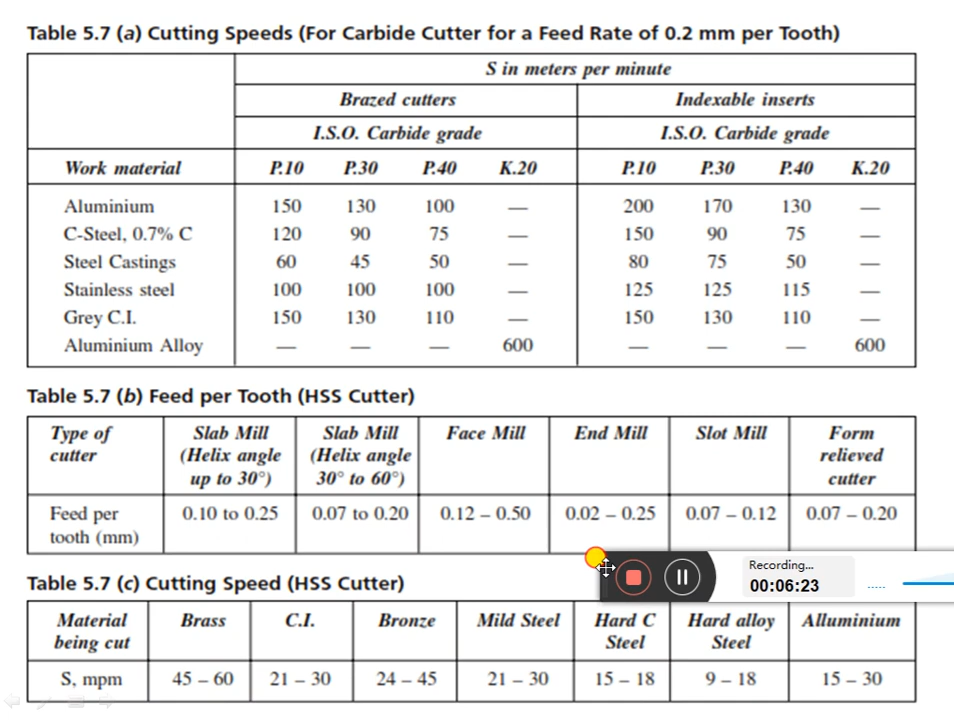 Table 5.7 (a) Cutting Speeds (For Carbide Cutter for a Feed Rate of 0.2 mm per Tooth)
S in meters per minute
Brazed cutters Indexable inserts
I.S.O. Carbide grade I.S.O. Carbide grade
Work material P.10 P.30 P.40 K.20 P.10 P.30 P.40 K.20
Aluminium 150 130 100 — 200 170 130 —
C-Steel, 0.7% C 120 90 75 — 150 90 75 —
Steel Castings 60 45 50 — 80 75 50 —
Stainless steel 100 100 100 — 125 125 115 —
Grey C.I. 150 130 110 — 150 130 110 —
Aluminium Alloy — — — 600 — — — 600
Table 5.7 (b) Feed per Tooth (HSS Cutter)
Type of Slab Mill Slab Mill Face Mill End Mill Slot Mill Form
cutter (Helix angle (Helix angle relieved
up to 30°) 30° to 60°) cutter
Feed per 0.10 to 0.25 0.07 to 0.20 0.12 – 0.50 0.02 – 0.25 0.07 – 0.12 0.07 – 0.20
tooth (mm)
Recording...
00:06:23
Table 5.7 (c) Cutting Speed (HSS Cutter)
Material Brass C.I. Bronze Mild Steel Hard C Hard alloy Alluminium
being cut Steel Steel
S, mpm 45 – 60 21 – 30 24 – 45 21 – 30 15 – 18 9 – 18 15 – 30